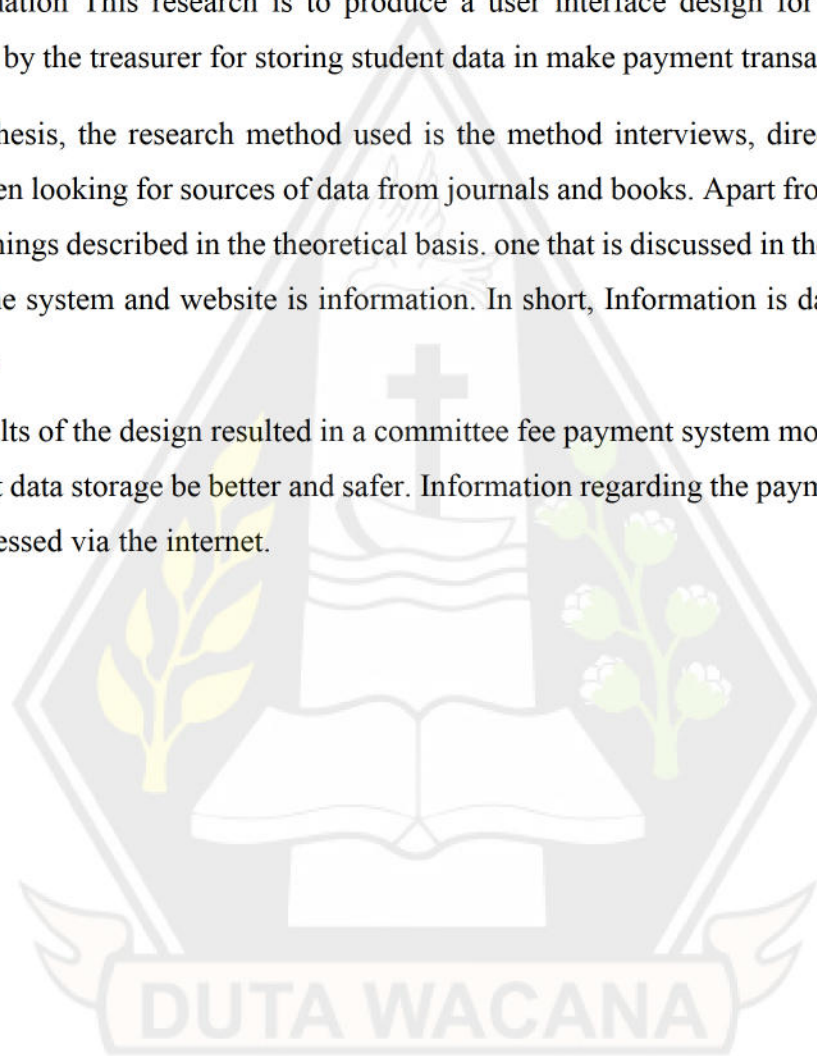 ation This research is to produce a user interface design for
by the treasurer for storing student data in make payment transa
hesis, the research method used is the method interviews, dire
en looking for sources of data from journals and books. Apart fro
nings described in the theoretical basis. one that is discussed in the
ne system and website is information. In short, Information is da
lts of the design resulted in a committee fee payment system mo
t data storage be better and safer. Information regarding the paym
essed via the internet.
DUTA WACANA